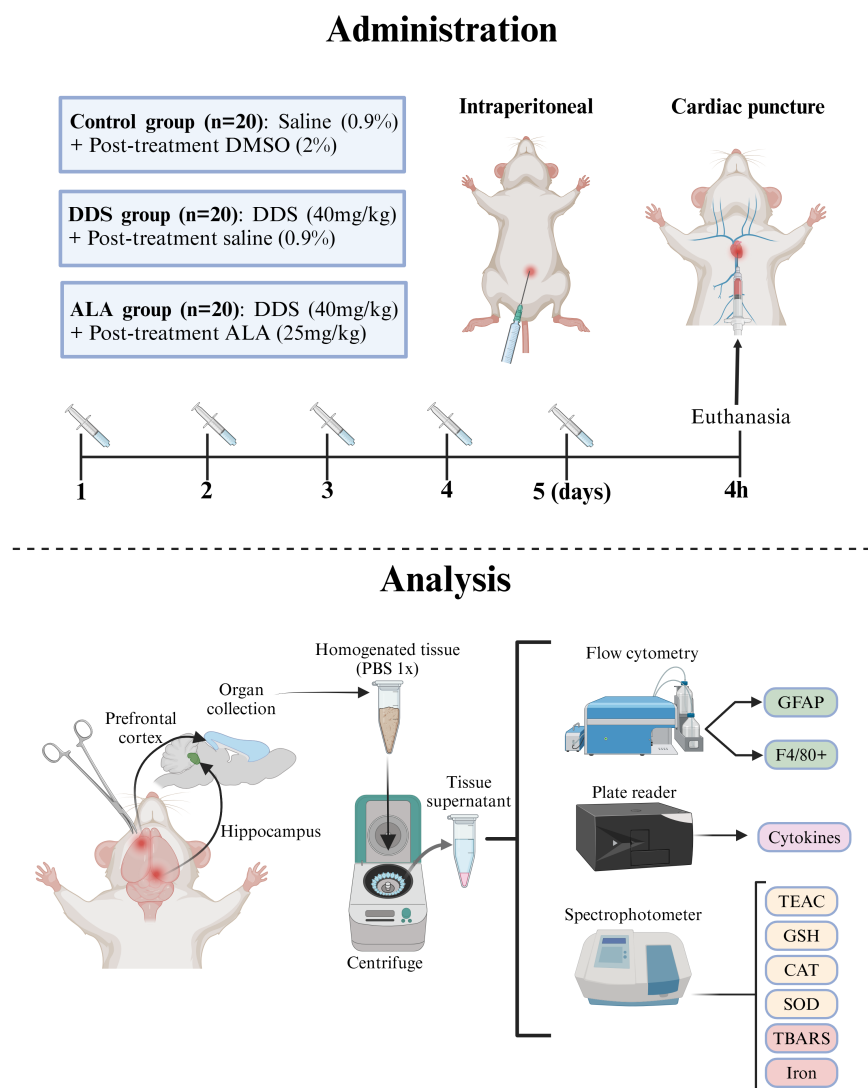 Administration
Control group (n=20): Saline (0.9%)
+ Post-treatment DMSO (2%)
DDS group (n=20): DDS (40mg/kg)
+ Post-treatment saline (0.9%)
ALA group (n=20): DDS (40mg/kg)
+ Post-treatment ALA (25mg/kg)
Intraperitoneal
Cardiac puncture
Euthanasia
1
2
3
4
5 (days)
4h
Analysis
Homogenated tissue
(PBS 1x)
Organ
collection
Prefrontal
cortex
Hippocampus
Tissue
supernatant
Centrifuge
Flow cytometry
GFAP
F4/80+
Plate reader
Cytokines
Spectrophotometer
TEAC
GSH
CAT
SOD
TBARS
Iron